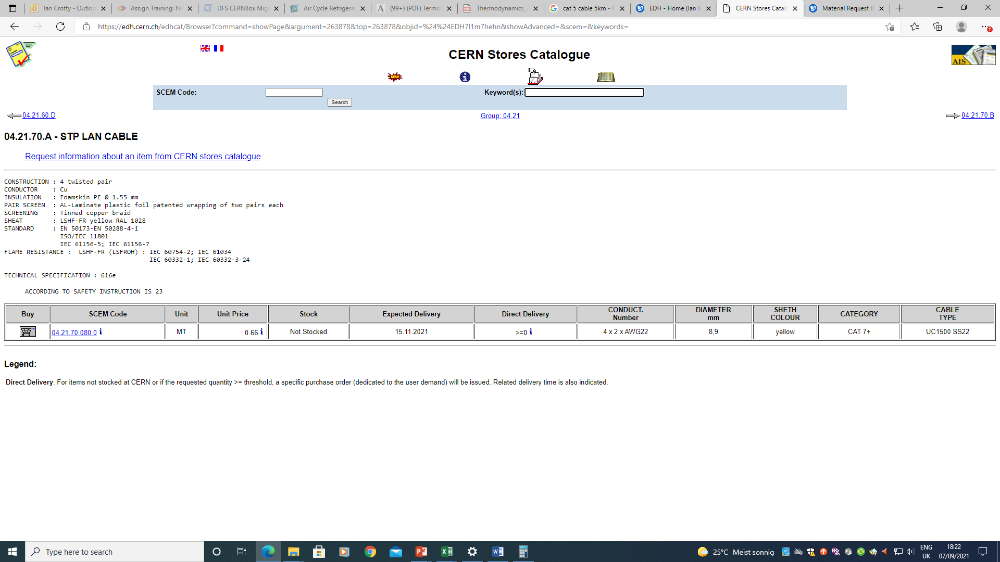 Ian Crotty - Outloo
Assign Training: Ne
DFS CERNBox Mig
Air Cycle Refrigerat
(99+) (PDF) Termo
Thermodynamics_A
cat 5 cable 5km - G
EDH - Home (Ian M
CERN Stores Catalo
Material Request 8
https://edh.cern.ch/edhcat/Browser?command=showPage&argument=263878&top=263878&objid=%24%24EDH7I1m7hehn&showAdvanced=&scem=&keywords=
CERN Stores Catalogue
AIS
NEW!
SCEM Code:
Keyword(s):
Search
04.21.60.D
Group: 04.21
04.21.70.B
04.21.70.A - STP LAN CABLE
Request information about an item from CERN stores catalogue
CONSTRUCTION : 4 twisted pair
CONDUCTOR : Cu
INSULATION : Foamskin PE Ø 1.55 mm
PAIR SCREEN : AL-Laminate plastic foil patented wrapping of two pairs each
SCREENING : Tinned copper braid
SHEAT : LSHF-FR yellow RAL 1028
STANDARD : EN 50173-EN 50288-4-1
ISO/IEC 11801
IEC 61156-5; IEC 61156-7
FLAME RESISTANCE : LSHF-FR (LSFROH) : IEC 60754-2; IEC 61034
IEC 60332-1; IEC 60332-3-24
TECHNICAL SPECIFICATION : 616e
ACCORDING TO SAFETY INSTRUCTION IS 23
Buy SCEM Code Unit Unit Price Stock Expected Delivery Direct Delivery CONDUCT. Number DIAMETER mm SHETH COLOUR CATEGORY CABLE TYPE
04.21.70.080.0 MT 0.66 Not Stocked 15.11.2021 >=0 4 x 2 x AWG22 8,9 yellow CAT 7+ UC1500 SS22
Legend:
Direct Delivery: For items not stocked at CERN or if the requested quantity >= threshold, a specific purchase order (dedicated to the user demand) will be issued. Related delivery time is also indicated.
Type here to search
25°C Meist sonnig
ENG
UK
18:22
07/09/2021